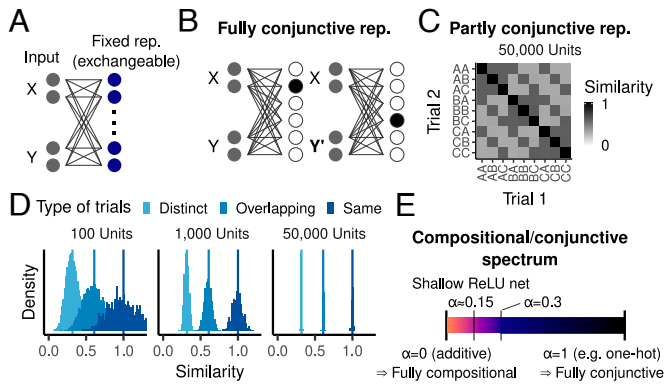 A
Input
Fixed rep.
(exchangeable)
X
Y
B
Fully conjunctive rep.
X
Y
X
Y'
C
Partly conjunctive rep.
50,000 Units
Trial 2
AA
AB
AC
BA
BB
BC
CA
CB
CC
AA
AB
AC
BA
BB
BC
CA
CB
CC
Trial 1
Similarity
1
0
D
Type of trials
Distinct
Overlapping
Same
100 Units
1,000 Units
50,000 Units
Density
0.0 0.5 1.0
0.0 0.5 1.0
0.0 0.5 1.0
Similarity
E
Compositional/conjunctive
spectrum
Shallow ReLU net
α≈0.15
α=0.3
α=0 (additive)
⇒ Fully compositional
α=1 (e.g. one-hot)
⇒ Fully conjunctive